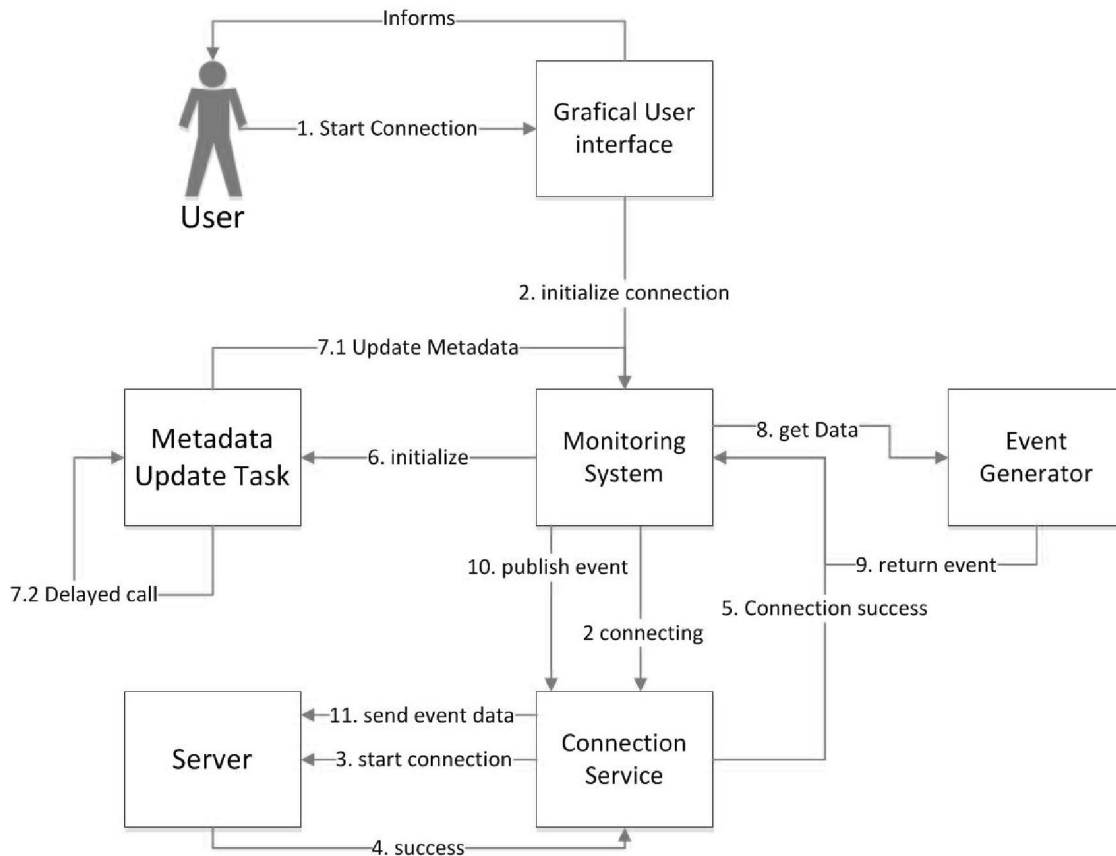 Informs
Grafical User
interface
1. Start Connection
User
2. initialize connection
7.1 Update Metadata
Metadata
Update Task
6. initialize
Monitoring
System
8. get Data
Event
Generator
10. publish event
9. return event
7.2 Delayed call
5. Connection success
2 connecting
Server
11. send event data
3. start connection
Connection
Service
4. success